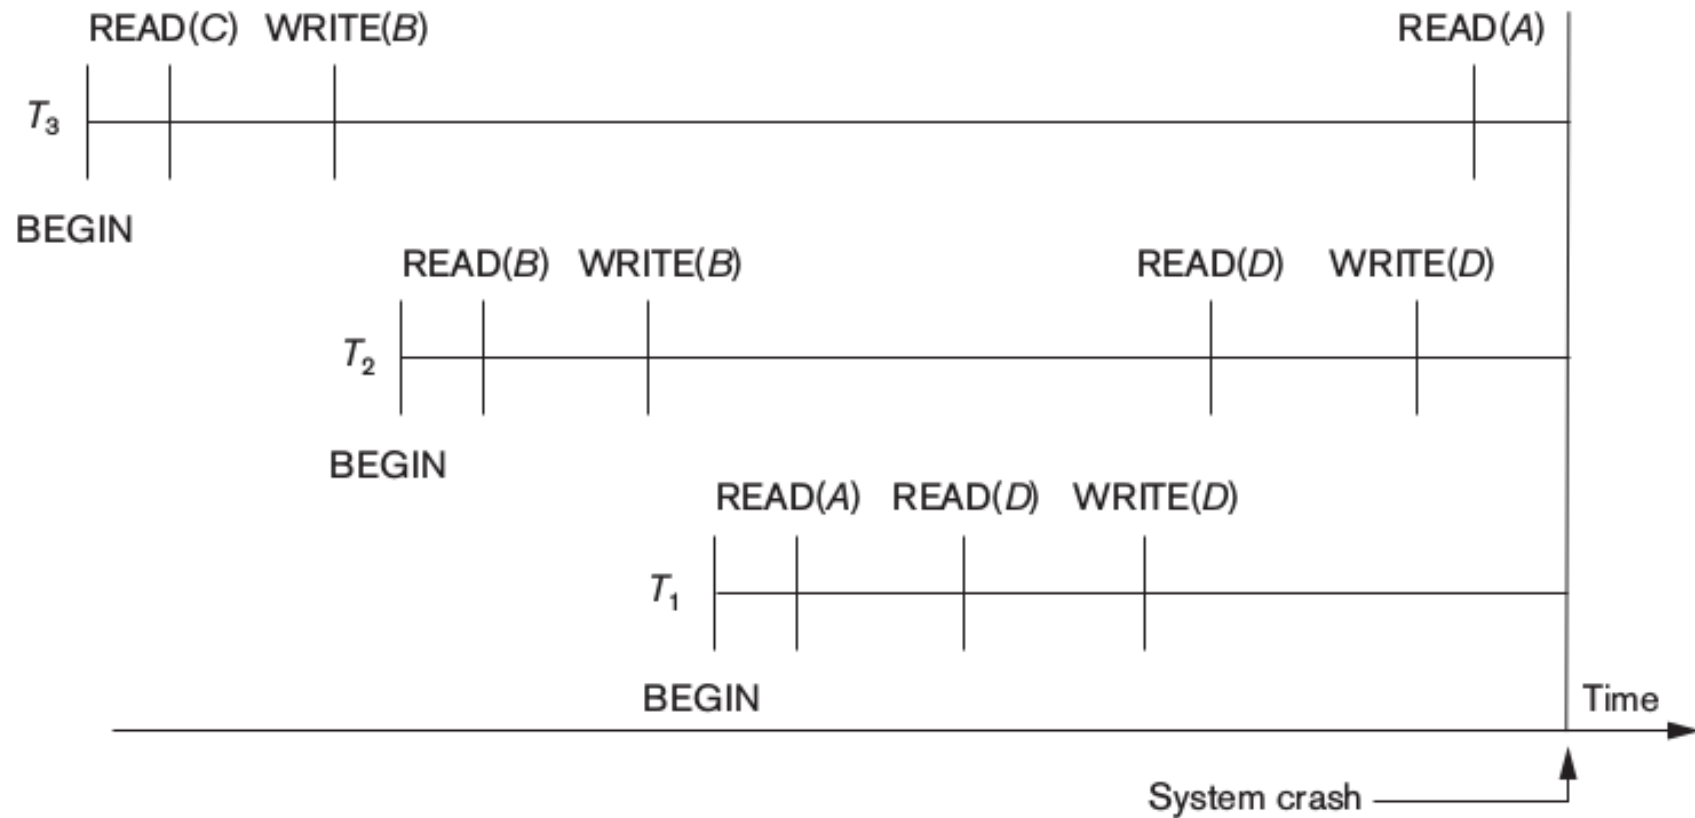 READ(C) WRITE(B) READ(A)
T3
BEGIN
READ(B) WRITE(B) READ(D) WRITE(D)
T2
BEGIN
READ(A) READ(D) WRITE(D)
T1
BEGIN
Time
System crash